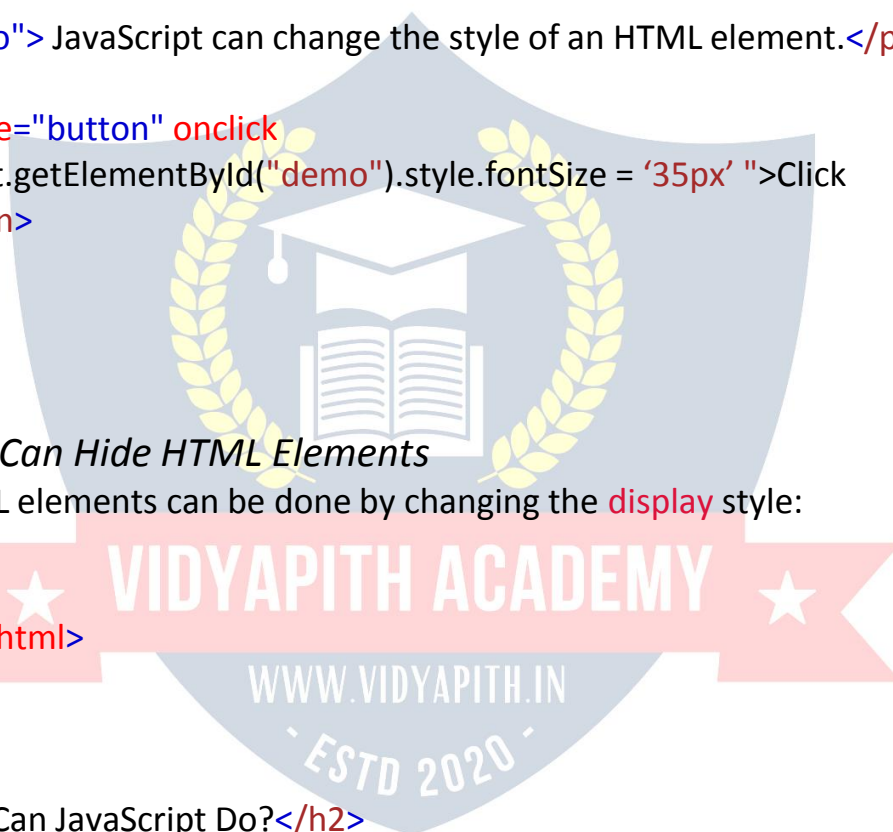 o"> JavaScript can change the style of an HTML element.</p
e="button" onclick
t.getElementById("demo").style.fontSize = ‘35px’ ">Click
n>
Can Hide HTML Elements
L elements can be done by changing the display style:
VIDYAPITH ACADEMY
html>
WWW.VIDYAPITH.IN
- ESTD 2020 -
Can JavaScript Do?</h2>